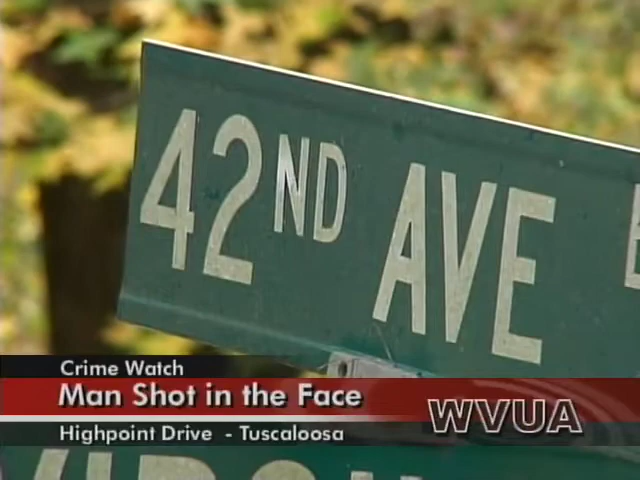 42ND AVE E
Crime Watch
Man Shot in the Face
WVUA
Highpoint Drive - Tuscaloosa